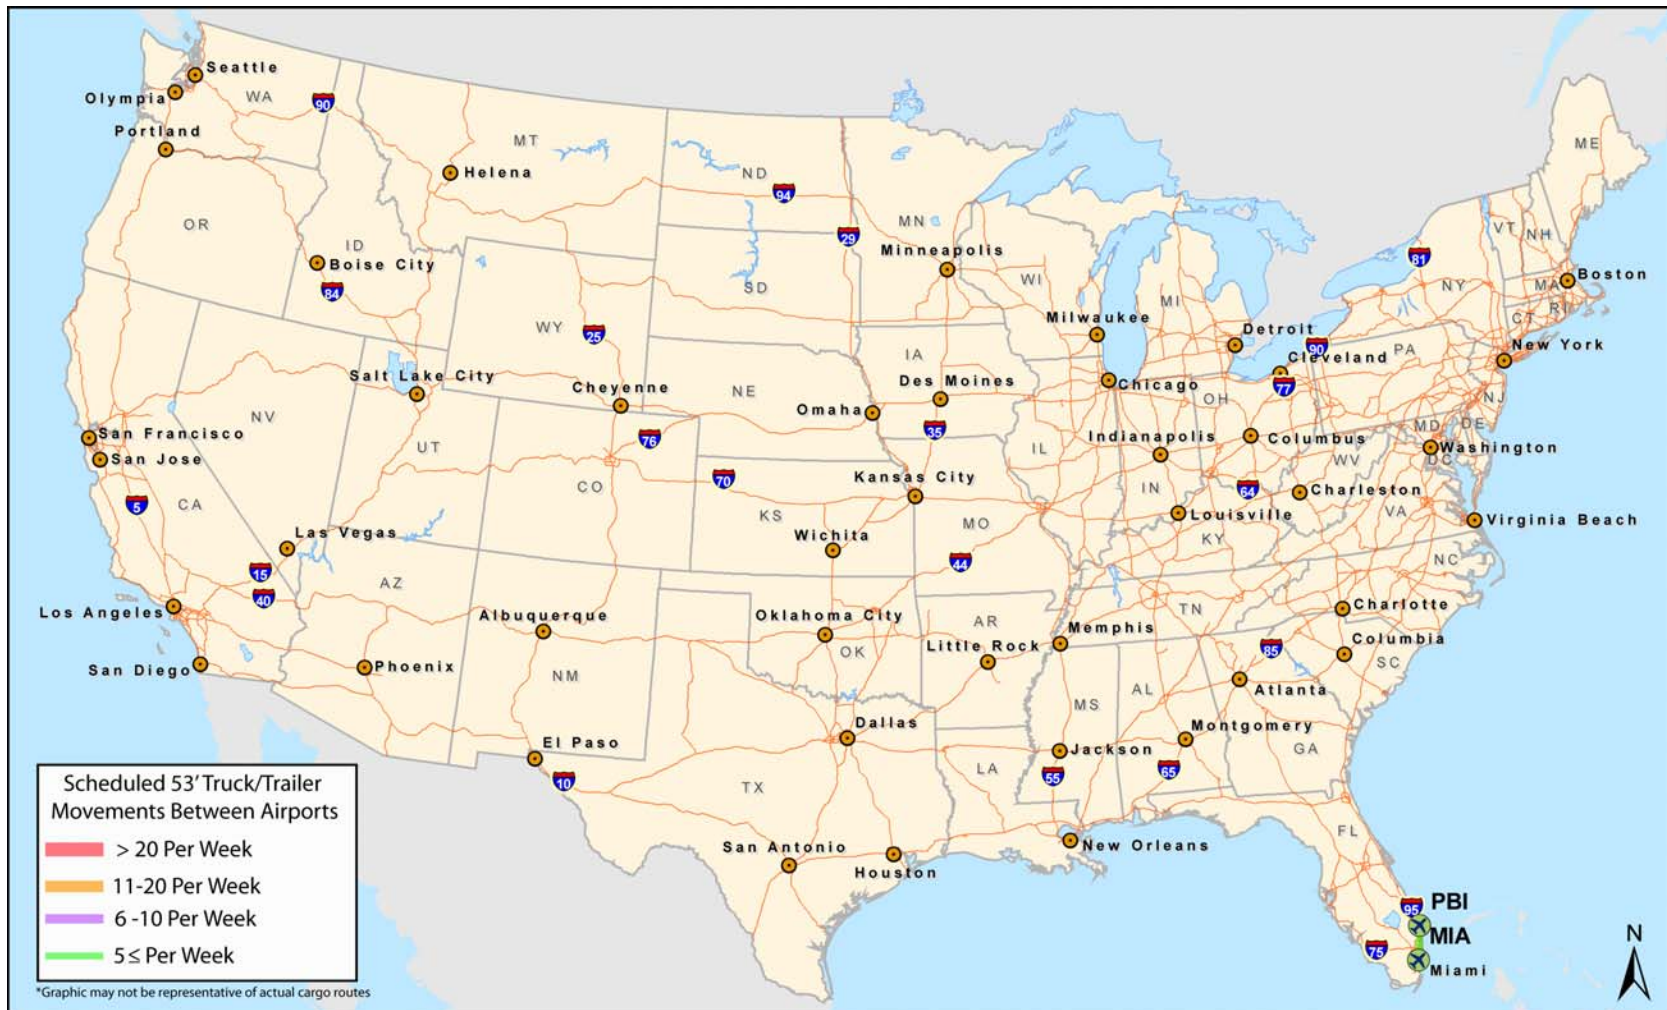 Seattle
Olympia
WA
90
Portland
MT
Helena
ND
94
OR
ID
Boise City
84
29
MN
Minneapolis
SD
WI
MI
ME
VT
NH
81
NY
Boston
MA
CT
RI
WY
25
Milwaukee
Detroit
90
Cleveland
77
PA
New York
IA
Des Moines
Chicago
OH
NJ
Salt Lake City
Cheyenne
NE
Omaha
35
NV
San Francisco
San Jose
UT
76
IL
Indianapolis
Columbus
MD
DE
Washington
DC
WV
CO
70
Kansas City
IN
64
Charleston
5
CA
KS
MO
Louisville
VA
Virginia Beach
Las Vegas
Wichita
KY
15
40
AZ
44
NC
Los Angeles
Albuquerque
Oklahoma City
AR
TN
Charlotte
Memphis
San Diego
Phoenix
NM
OK
Little Rock
85
Columbia
SC
Atlanta
MS
AL
El Paso
10
Dallas
Jackson
55
Montgomery
65
GA
TX
LA
San Antonio
Houston
New Orleans
FL
95
PBI
MIA
75
Miami
N
Scheduled 53' Truck/Trailer
Movements Between Airports
> 20 Per Week
11-20 Per Week
6 -10 Per Week
5 ≤ Per Week
*Graphic may not be representative of actual cargo routes